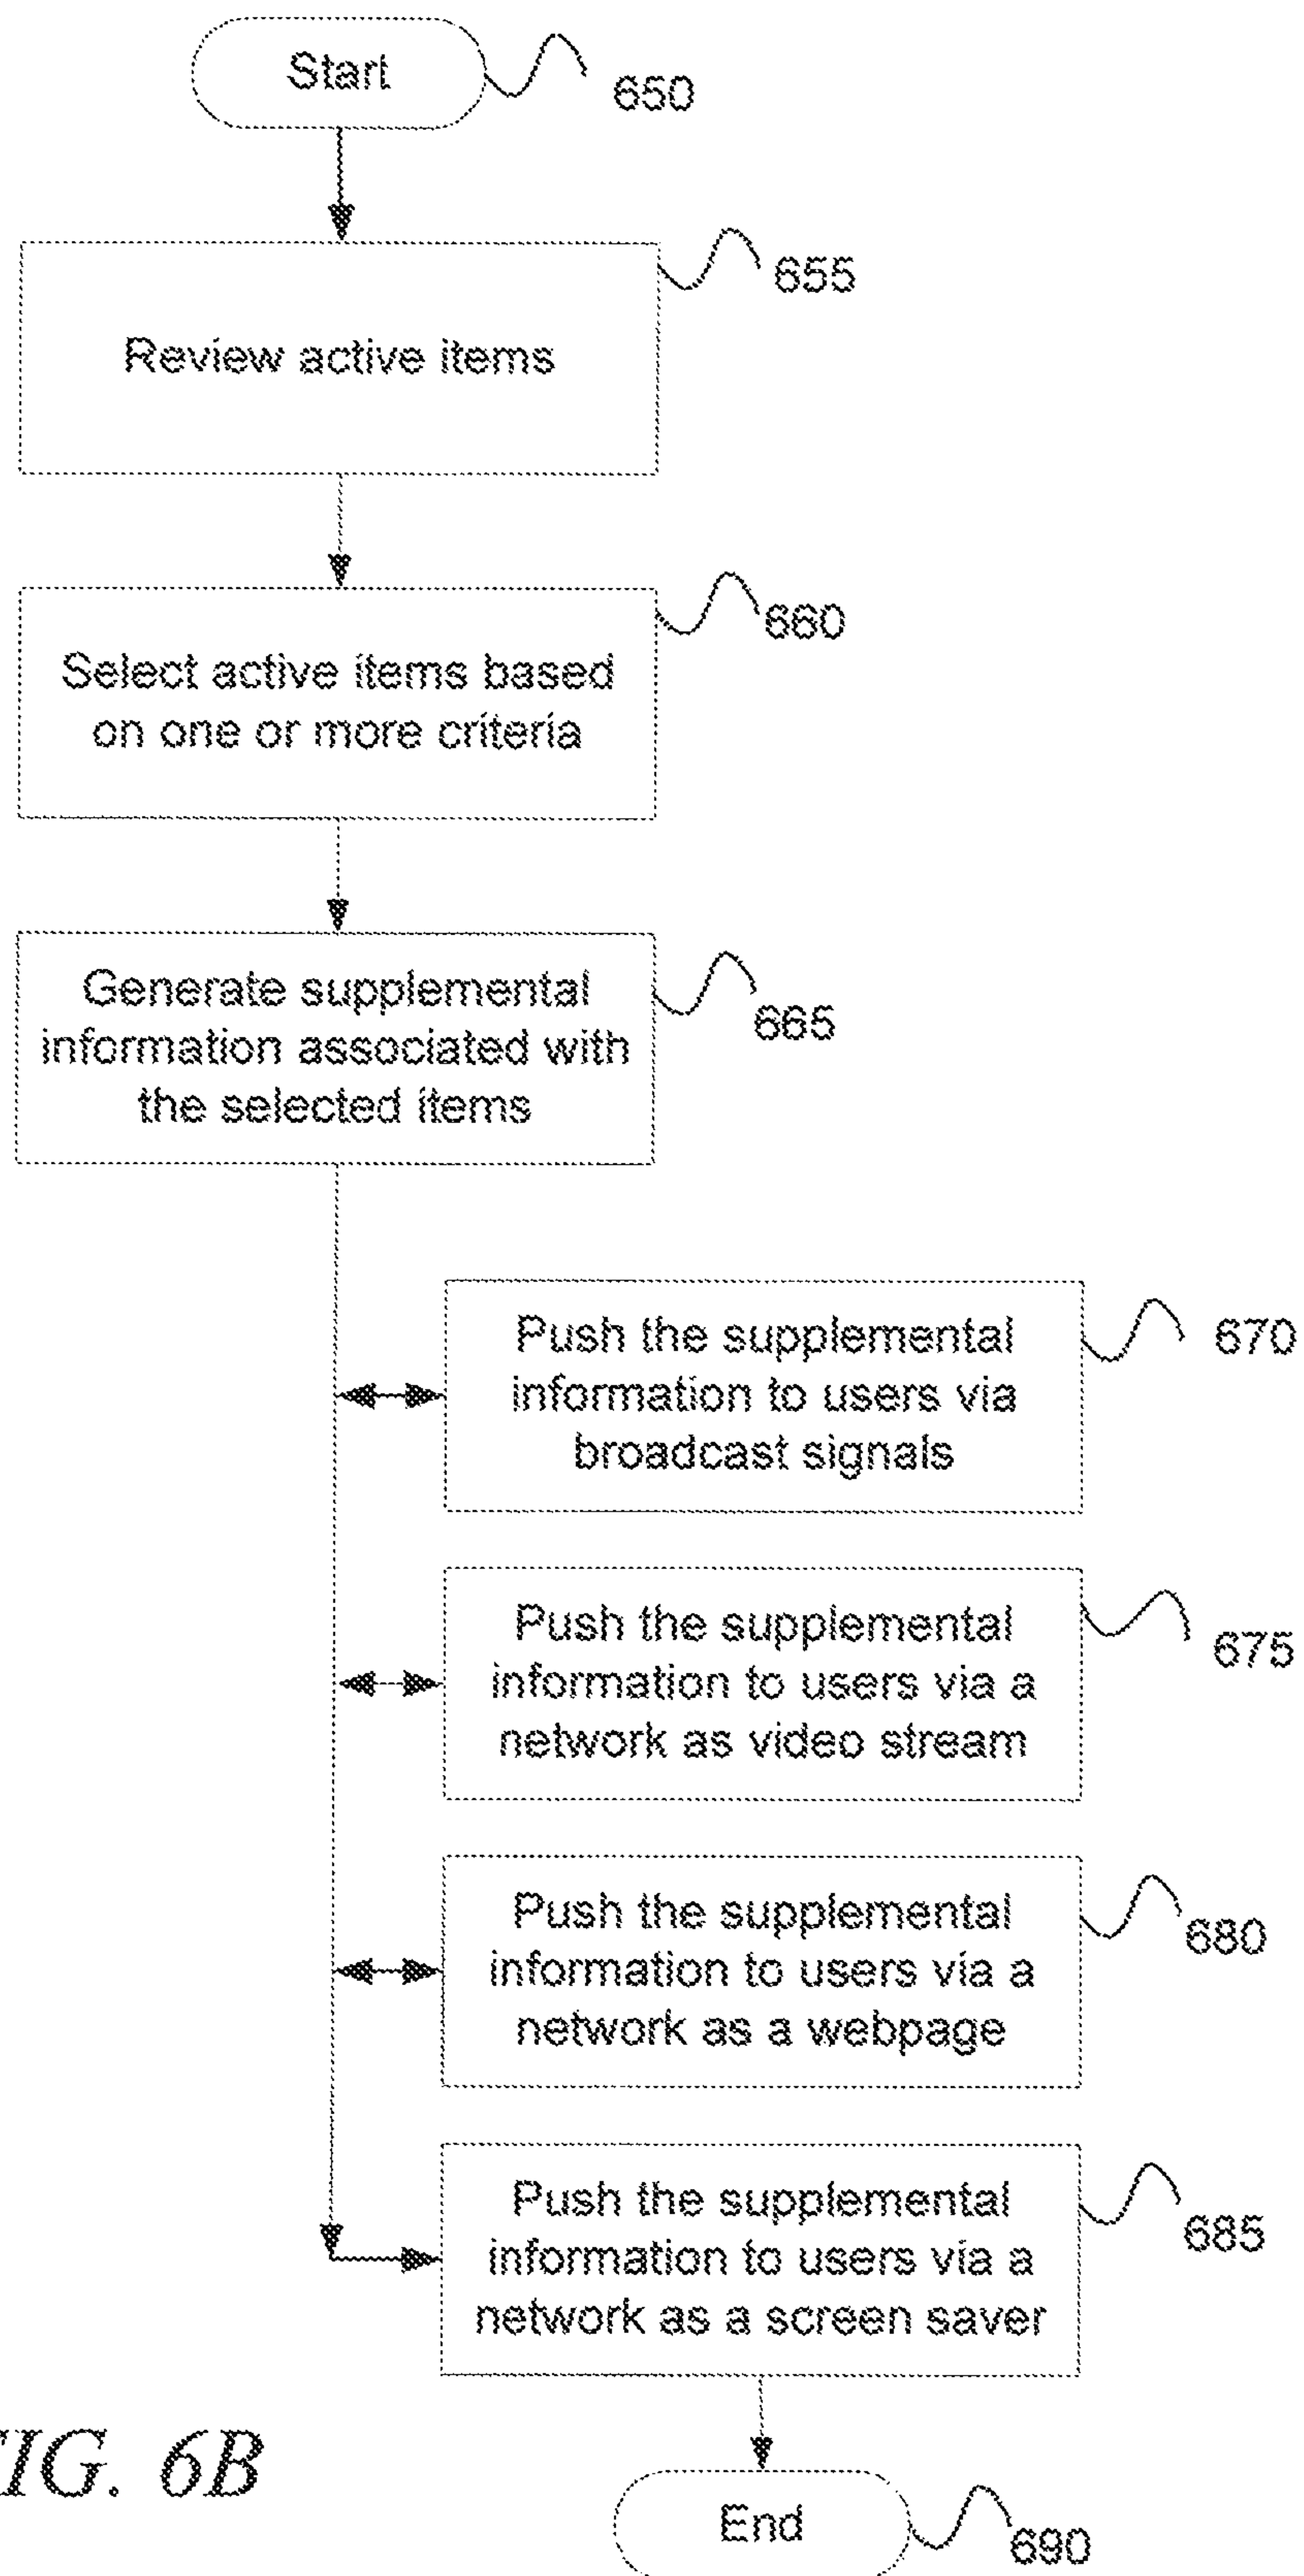 Start
650
655
Review active items
660
Select active items based
on one or more criteria
Generate supplemental
information associated with
the selected items
665
Push the supplemental
information to users via
broadcast signals
670
Push the supplemental
information to users via a
network as video stream
675
Push the supplemental
information to users via a
network as a webpage
680
Push the supplemental
information to users via a
network as a screen saver
685
FIG. 6B
End
690